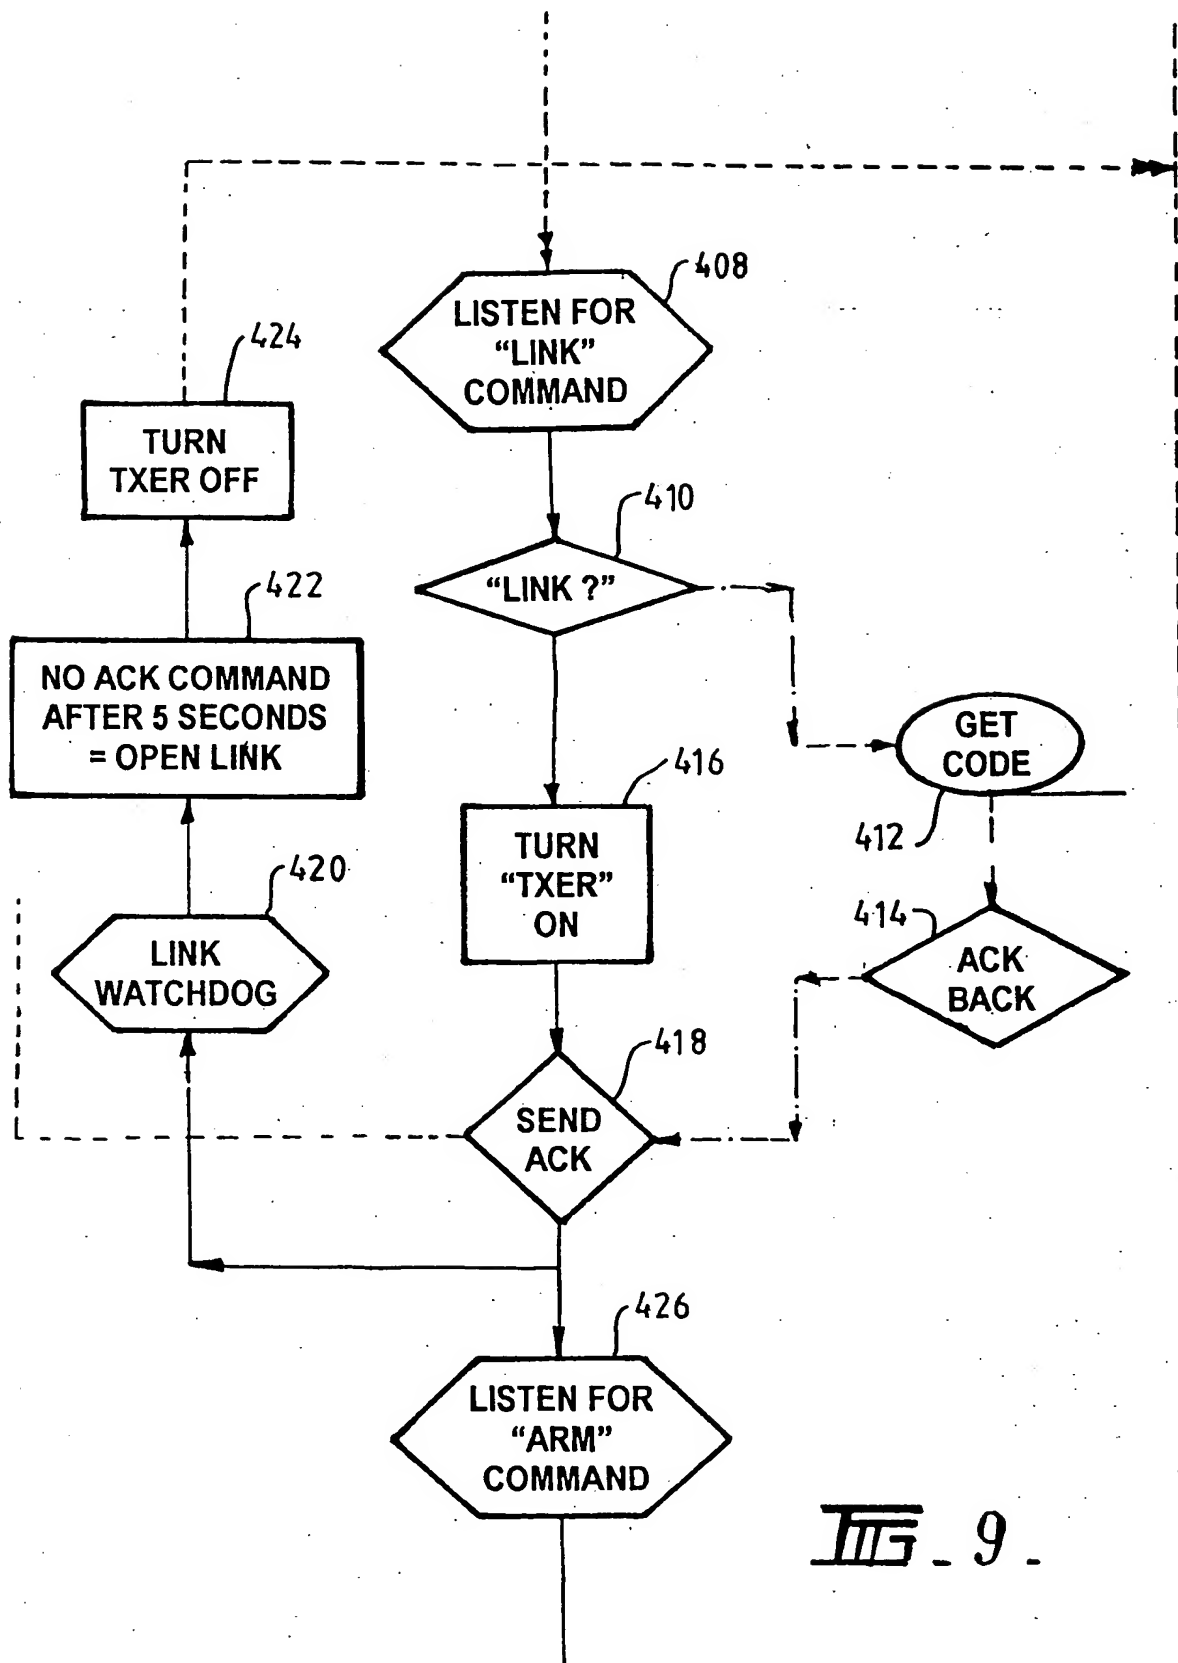 408
LISTEN FOR
“LINK”
COMMAND
424
TURN
TXER OFF
410
“LINK ?”
422
NO ACK COMMAND
AFTER 5 SECONDS
= OPEN LINK
GET
CODE
412
416
TURN
“TXER”
ON
420
LINK
WATCHDOG
414
ACK
BACK
418
SEND
ACK
426
LISTEN FOR
“ARM”
COMMAND
FIG_9_